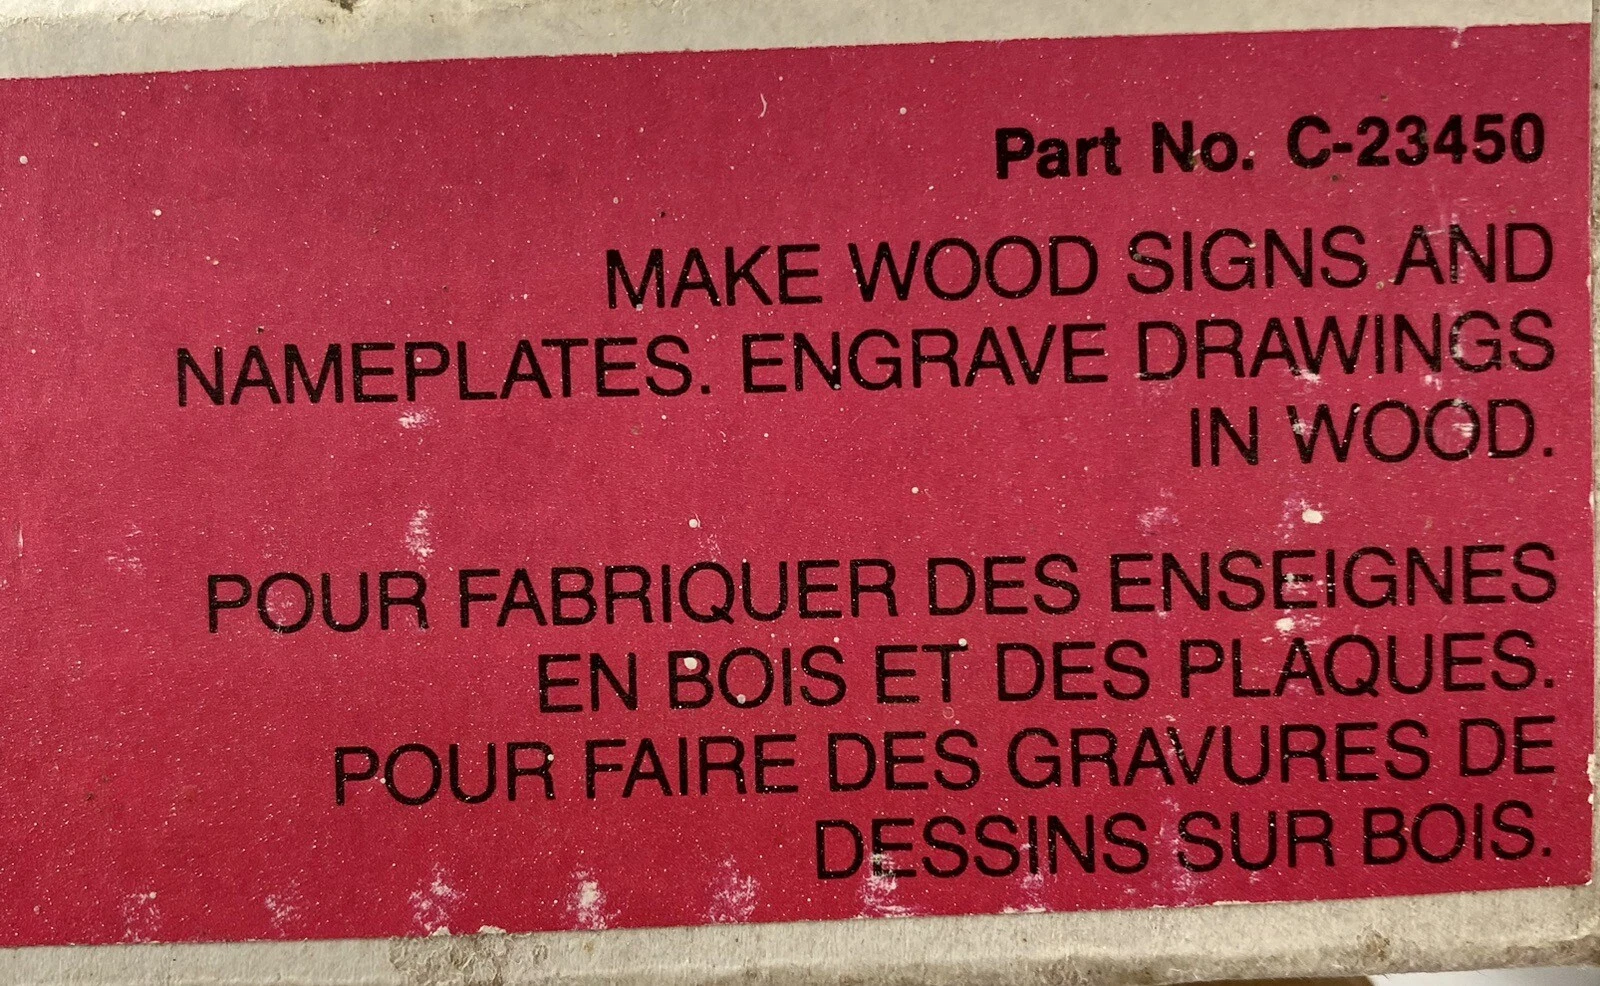 Part No. C-23450
MAKE WOOD SIGNS AND
NAMEPLATES. ENGRAVE DRAWINGS
IN WOOD.
POUR FABRIQUER DES ENSEIGNES
EN BOIS ET DES PLAQUES.
POUR FAIRE DES GRAVURES DE
DESSINS SUR BOIS.